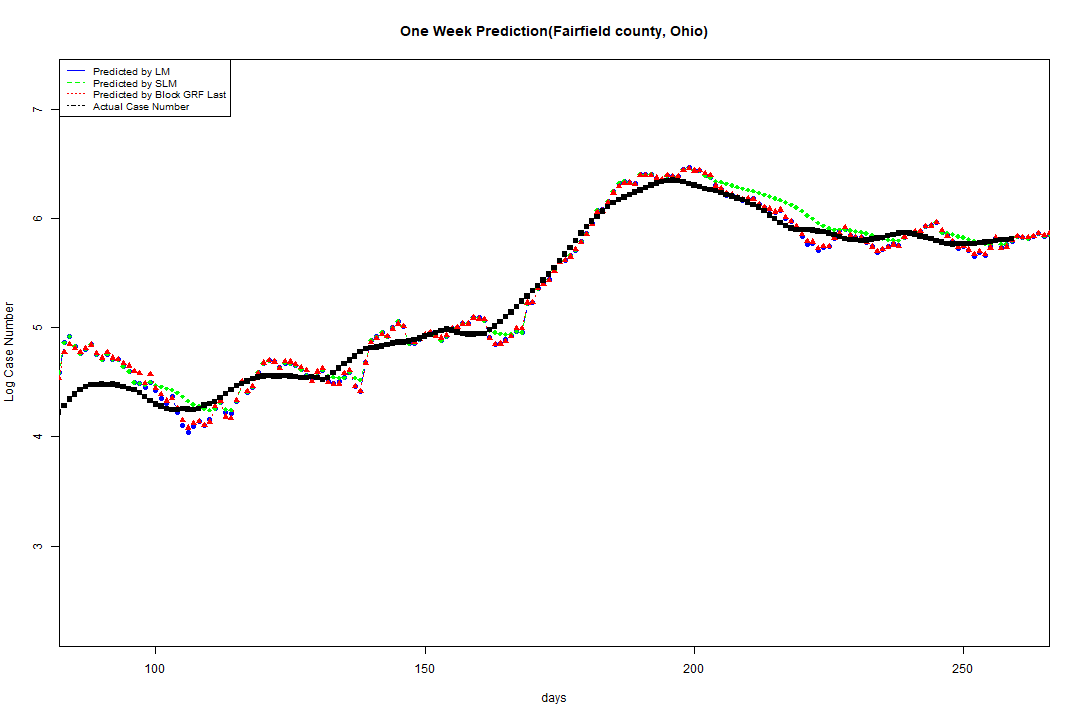 One Week Prediction(Fairfield county, Ohio)
Predicted by LM
Predicted by SLM
Predicted by Block GRF Last
Actual Case Number
7
6
5
4
3
Log Case Number
100
150
200
250
days